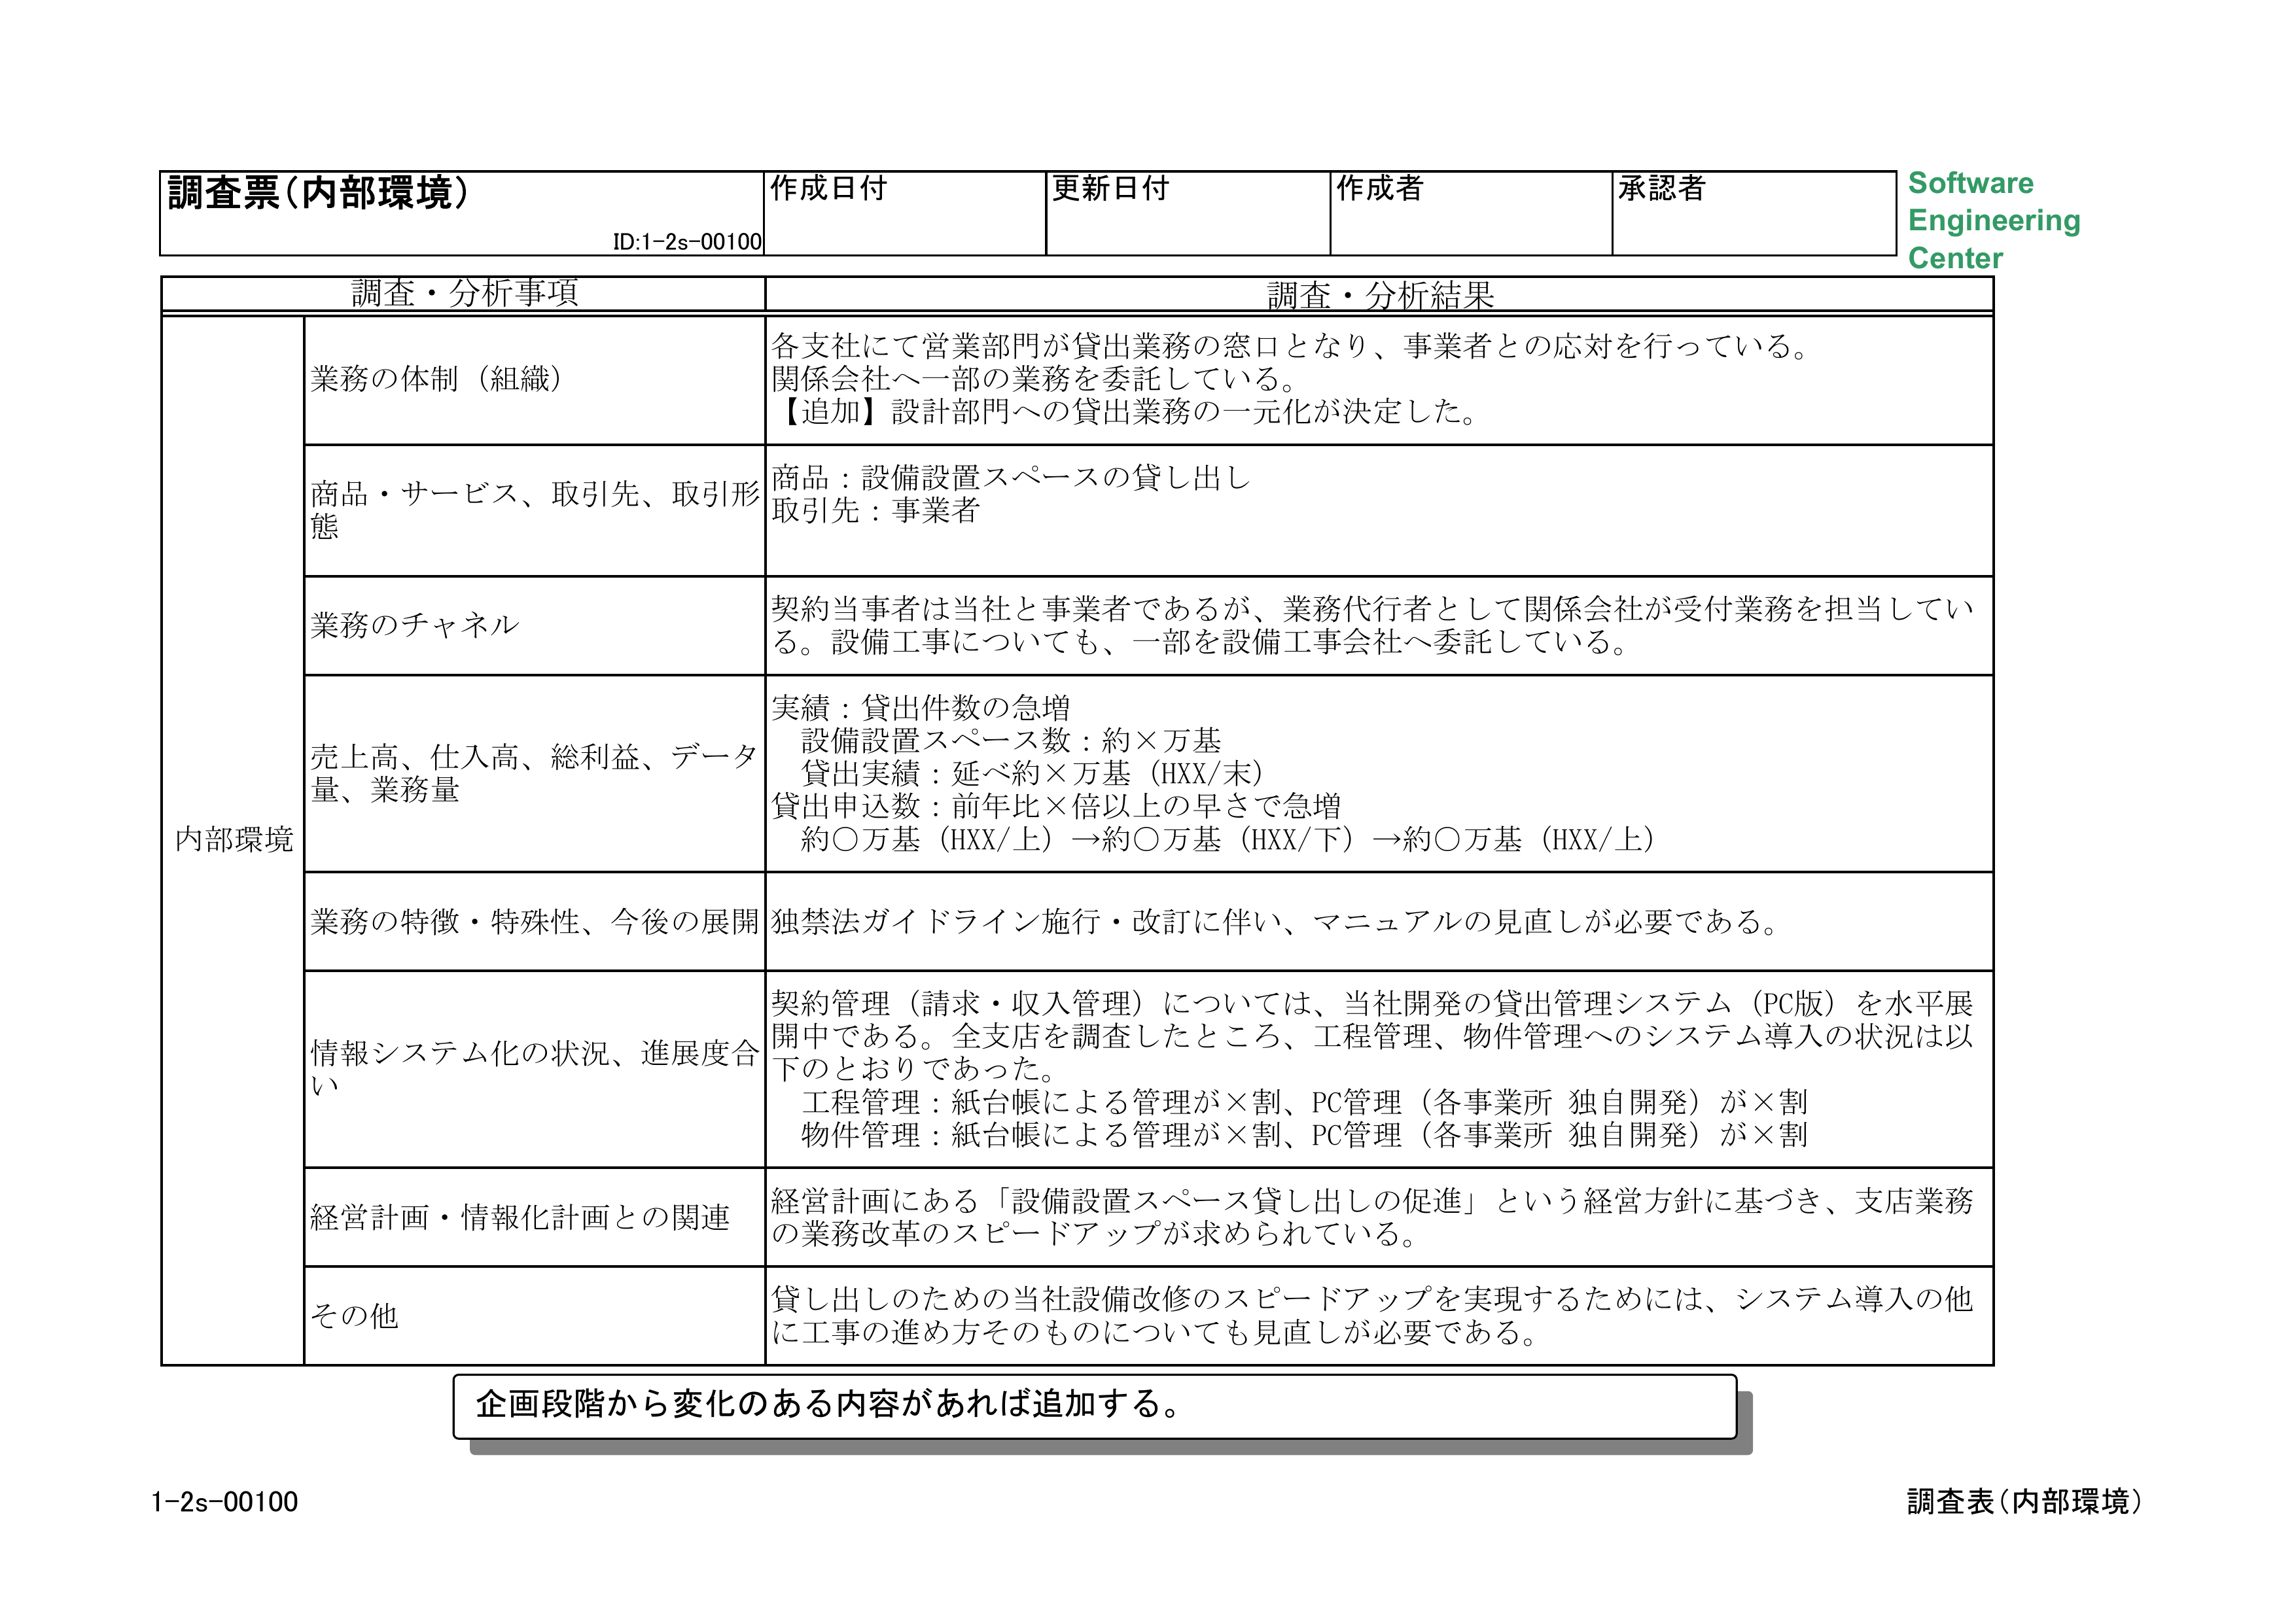 調査票(内部環境)
ID:1-2s-00100
作成日付
更新日付
作成者
承認者
Software
Engineering
Center
調査・分析事項
調査・分析結果
内部環境
業務の体制（組織）
各支社にて営業部門が貸出業務の窓口となり、事業者との応対を行っている。
関係会社へ一部の業務を委託している。
【追加】設計部門への貸出業務の一元化が決定した。
商品・サービス、取引先、取引形
態
商品：設備設置スペースの貸し出し
取引先：事業者
業務のチャネル
契約当事者は当社と事業者であるが、業務代行者として関係会社が受付業務を担当してい
る。設備工事についても、一部を設備工事会社へ委託している。
売上高、仕入高、総利益、データ
量、業務量
実績：貸出件数の急増
設備設置スペース数：約×万基
貸出実績：延べ約×万基（HXX/末）
貸出申込数：前年比×倍以上の早さで急増
約○万基（HXX/上）→約○万基（HXX/下）→約○万基（HXX/上）
業務の特徴・特殊性、今後の展開
独禁法ガイドライン施行・改訂に伴い、マニュアルの見直しが必要である。
情報システム化の状況、進展度合
い
契約管理（請求・収入管理）については、当社開発の貸出管理システム（PC版）を水平展
開中である。全支店を調査したところ、工程管理、物件管理へのシステム導入の状況は以
下のとおりであった。
工程管理：紙台帳による管理が×割、PC管理（各事業所 独自開発）が×割
物件管理：紙台帳による管理が×割、PC管理（各事業所 独自開発）が×割
経営計画・情報化計画との関連
経営計画にある「設備設置スペース貸し出しの促進」という経営方針に基づき、支店業務
の業務改革のスピードアップが求められている。
その他
貸し出しのための当社設備改修のスピードアップを実現するためには、システム導入の他
に工事の進め方そのものについても見直しが必要である。
企画段階から変化のある内容があれば追加する。
1-2s-00100
調査表(内部環境)